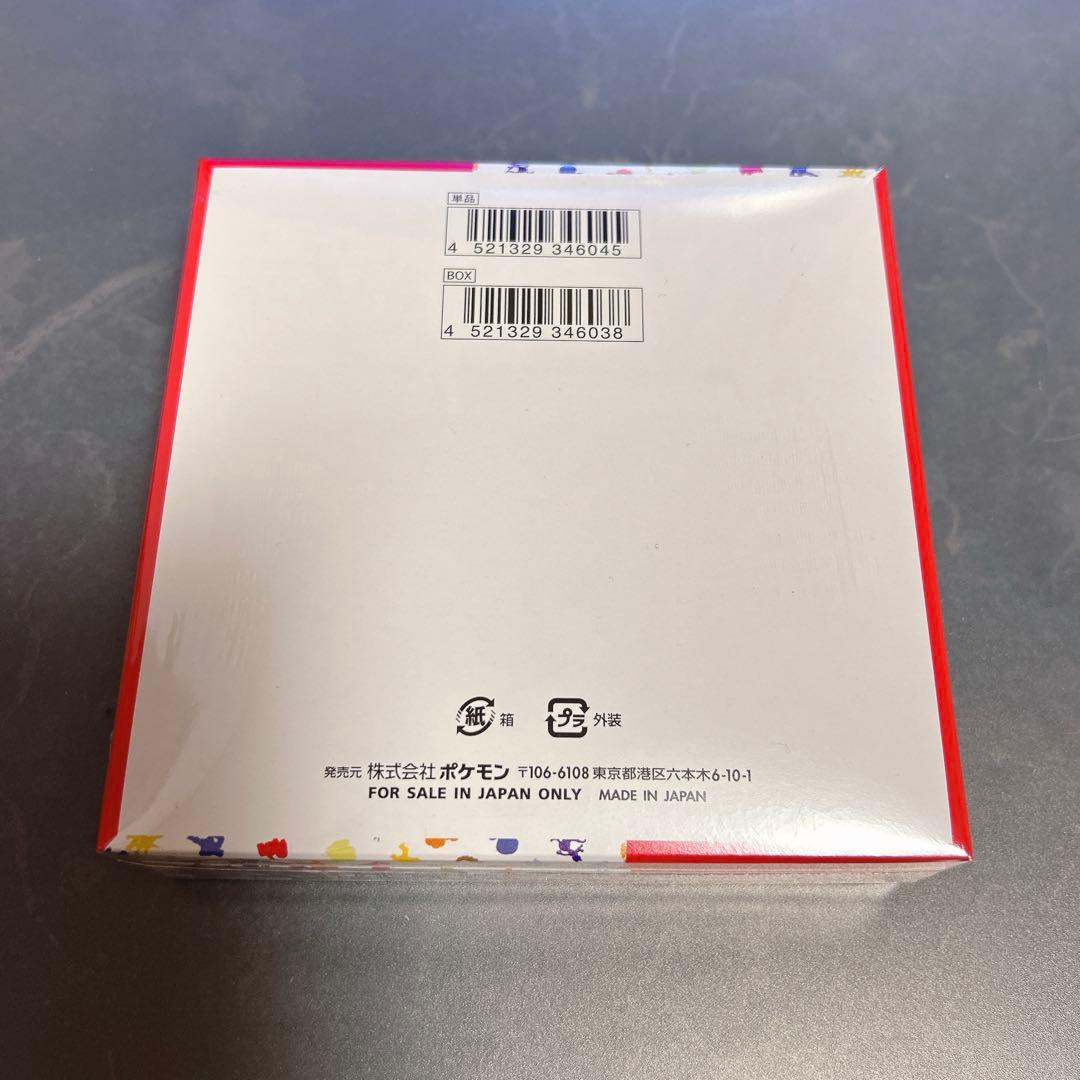 単品
4 521329 346045
BOX
4 521329 346038
紙 箱 プラ 外装
発売元 株式会社ポケモン 〒106-6108 東京都港区六本木6-10-1
FOR SALE IN JAPAN ONLY MADE IN JAPAN